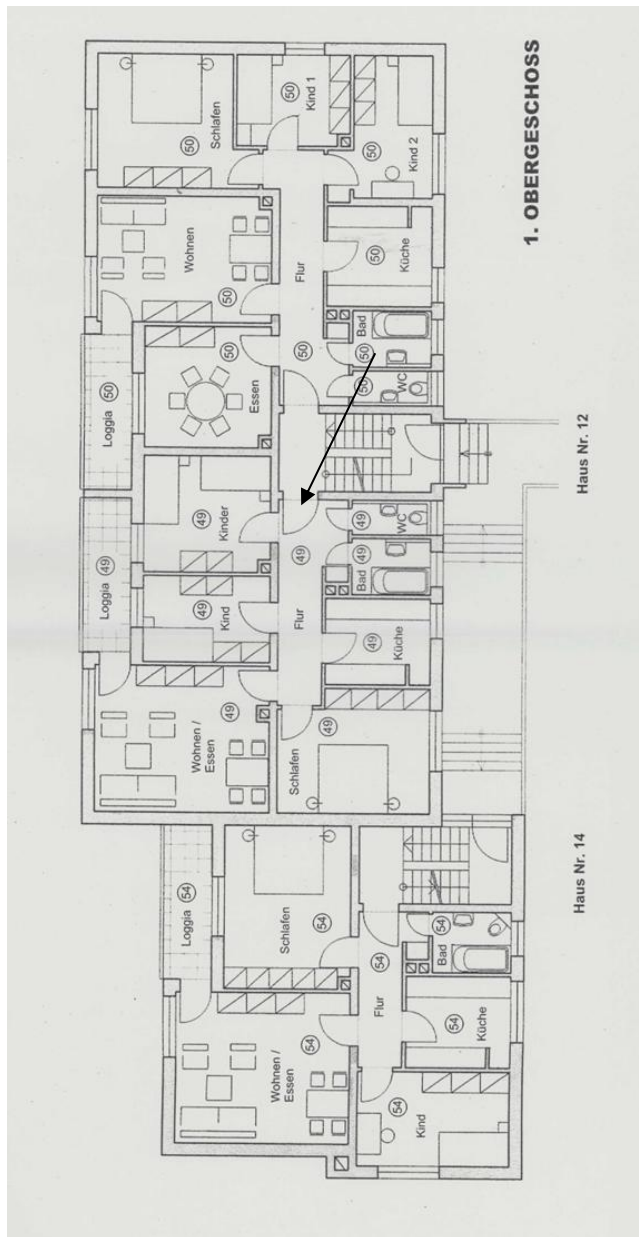 Loggia 54
Wohnen /
Essen
54
Schlafen
54
Flur
54
Kind
54
Küche
54
Bad
54
Loggia 49
Wohnen /
Essen
49
Kind
49
Kinder
49
Flur
49
Schlafen
49
Küche
49
Bad
49
WC
49
Loggia 50
Essen
50
Wohnen
50
Schlafen
50
Kind 1
50
Flur
50
WC
50
Bad
50
Küche
50
Kind 2
50
Haus Nr. 14
Haus Nr. 12
1. OBERGESCHOSS